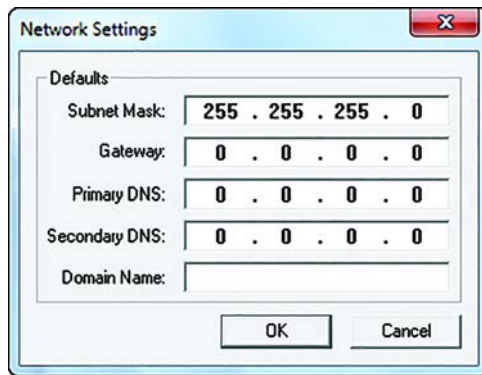 Network Settings
Defaults
Subnet Mask: 255 . 255 . 255 . 0
Gateway: 0 . 0 . 0 . 0
Primary DNS: 0 . 0 . 0 . 0
Secondary DNS: 0 . 0 . 0 . 0
Domain Name:
OK Cancel